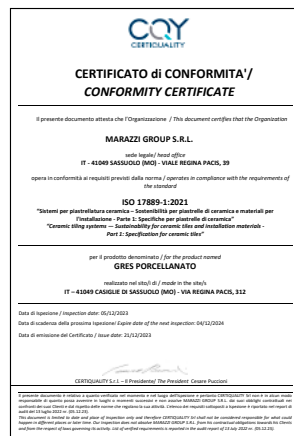 CQY
CERTIQUALITY
CERTIFICATO di CONFORMITA'/
CONFORMITY CERTIFICATE
Il presente documento attesta che l'Organizzazione / This document certifies that the Organization
MARAZZI GROUP S.R.L.
sede legale/ head office
IT - 41049 SASSUOLO (MO) - VIALE REGINA PACIS, 39
opera in conformità ai requisiti previsti dalla norma / operates in compliance with the requirements of
the standard
ISO 17889-1:2021
"Sistemi per piastrellatura ceramica – Sostenibilità per piastrelle di ceramica e materiali per
l'installazione - Parte 1: Specifiche per piastrelle di ceramica"
"Ceramic tiling systems — Sustainability for ceramic tiles and installation materials -
Part 1: Specification for ceramic tiles"
per il prodotto denominato / for the product named
GRES PORCELLANATO
realizzato nel sito/i di / made in the site/s
IT – 41049 CASIGLIE DI SASSUOLO (MO) - VIA REGINA PACIS, 312
Data di Ispezione / Inspection date: 05/12/2023
Data di scadenza della prossima Ispezione/ Expire date of the next inspection: 04/12/2024
Data di emissione del Certificato / Issue date: 21/12/2023
CERTIQUALITY S.r.l. – Il Presidente/ The President Cesare Puccioni